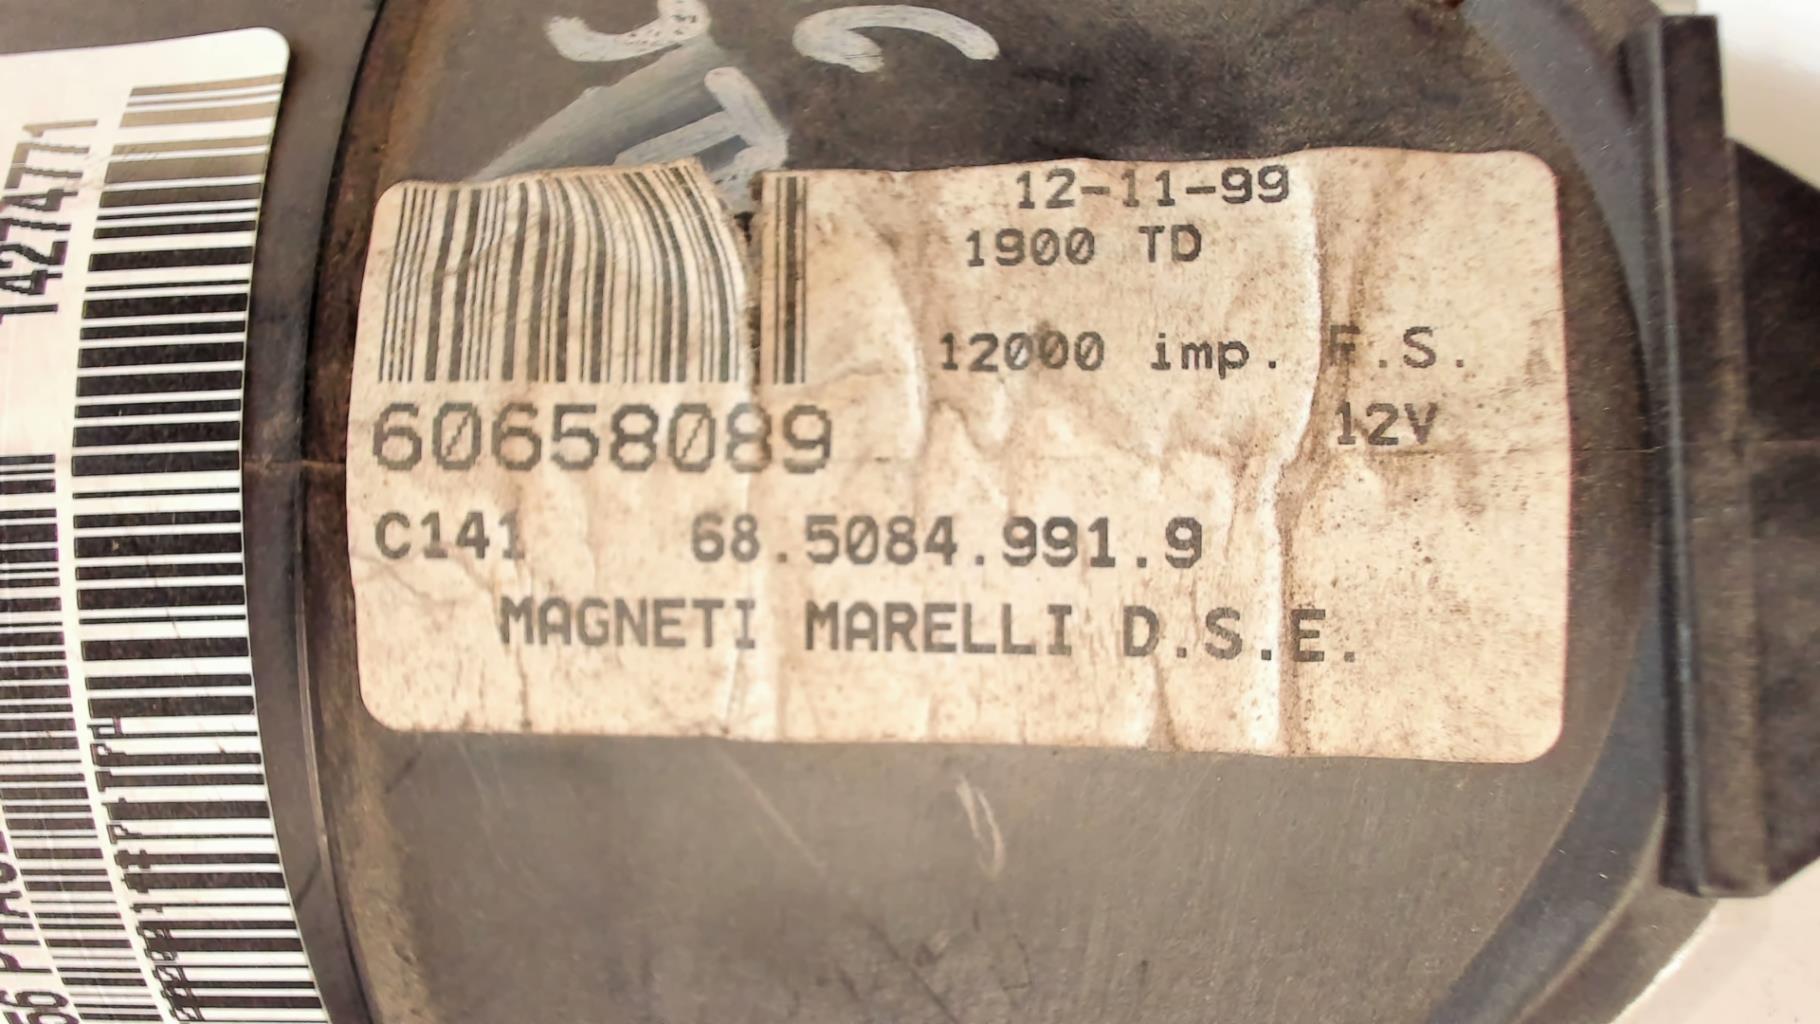 12-11-99
1900 TD
12000 imp. F.S.
12V
60658089
C141 68.5084.991.9
MAGNETI MARELLI D.S.E.
14274771